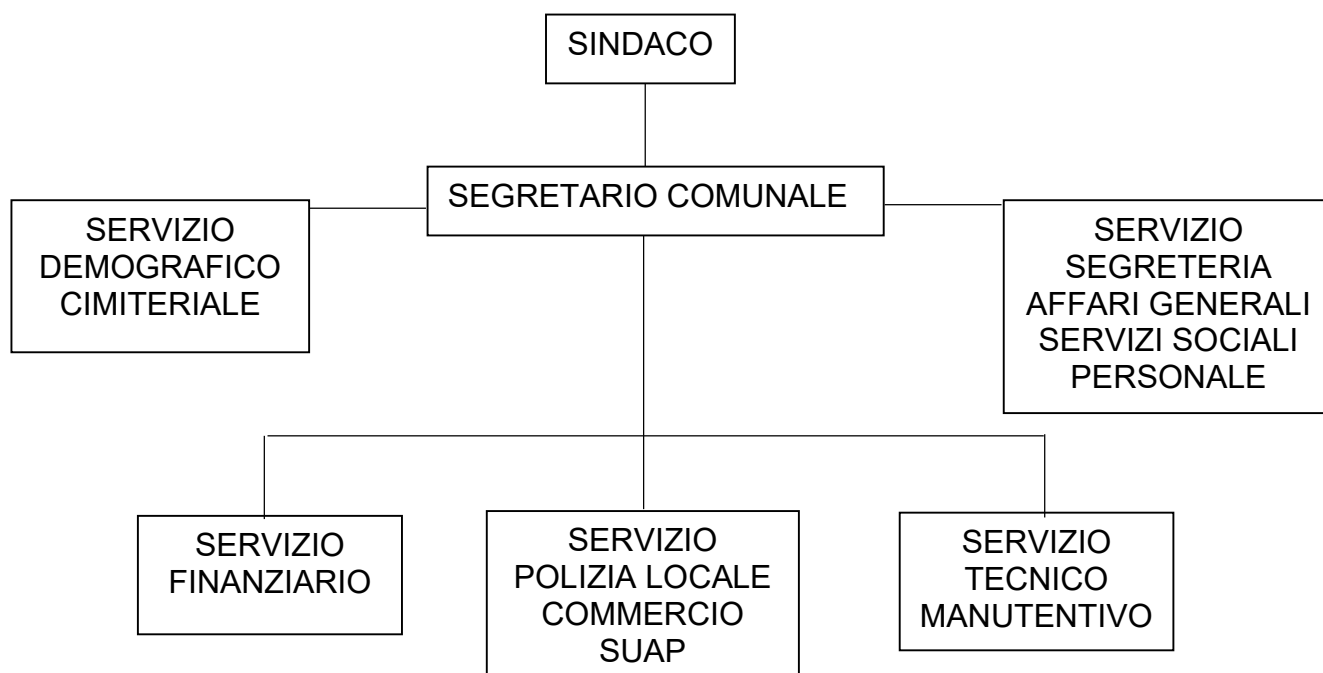 SINDACO
SEGRETARIO COMUNALE
SERVIZIO
DEMOGRAFICO
CIMITERIALE
SERVIZIO
SEGRETERIA
AFFARI GENERALI
SERVIZI SOCIALI
PERSONALE
SERVIZIO
FINANZIARIO
SERVIZIO
POLIZIA LOCALE
COMMERCIO
SUAP
SERVIZIO
TECNICO
MANUTENTIVO